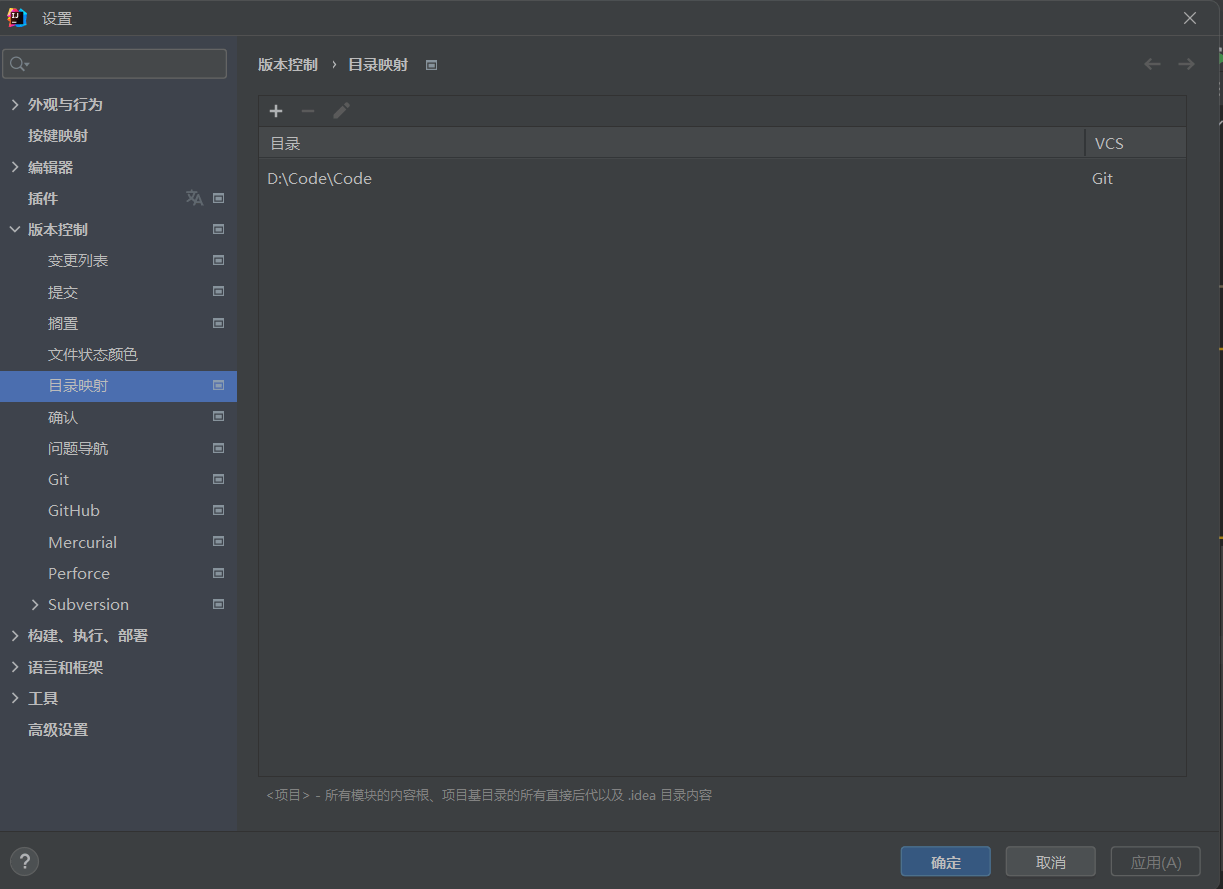 设置
版本控制 › 目录映射
外观与行为
按键映射
编辑器
插件
版本控制
变更列表
提交
搁置
文件状态颜色
目录映射
确认
问题导航
Git
GitHub
Mercurial
Perforce
Subversion
构建、执行、部署
语言和框架
工具
高级设置
目录 VCS
D:\Code\Code Git
<项目> - 所有模块的内容根、项目基目录的所有直接后代以及 .idea 目录内容
? 确定 取消 应用(A)